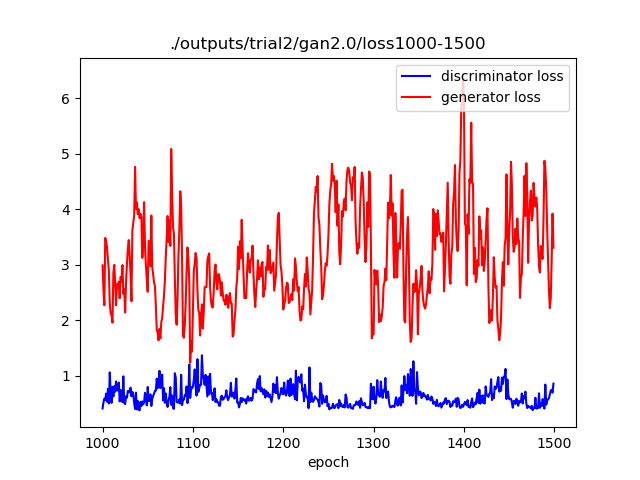 ./outputs/trial2/gan2.0/loss1000-1500
discriminator loss
generator loss
6
5
4
3
2
1
1000 1100 1200 1300 1400 1500
epoch